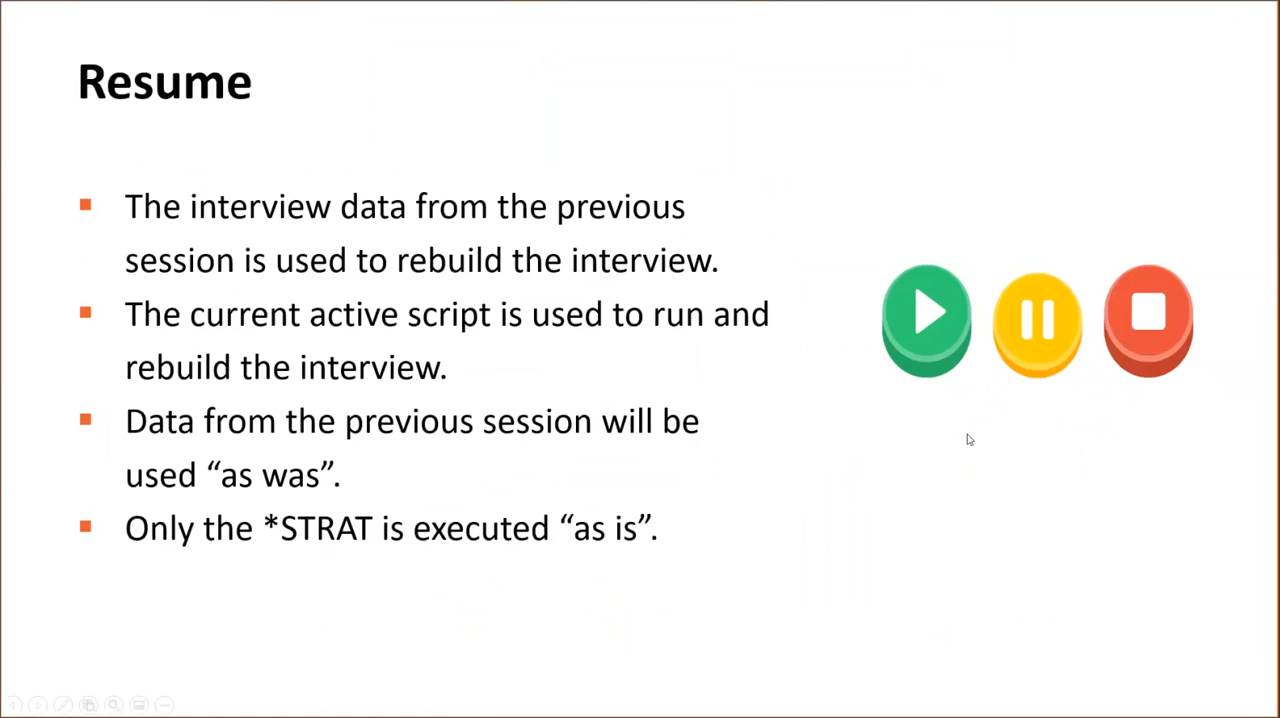 Resume
▪ The interview data from the previous
session is used to rebuild the interview.
▪ The current active script is used to run and
rebuild the interview.
▪ Data from the previous session will be
used “as was”.
▪ Only the *STRAT is executed “as is”.